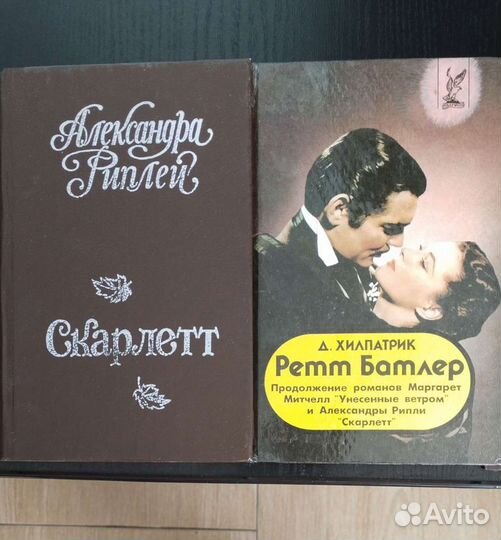 Александра
Риплей
Скарлетт
Д. ХИЛПАТРИК
Ретт Батлер
Продолжение романов Маргарет
Митчелл "Унесенные ветром"
и Александры Рипли
"Скарлетт"
Avito